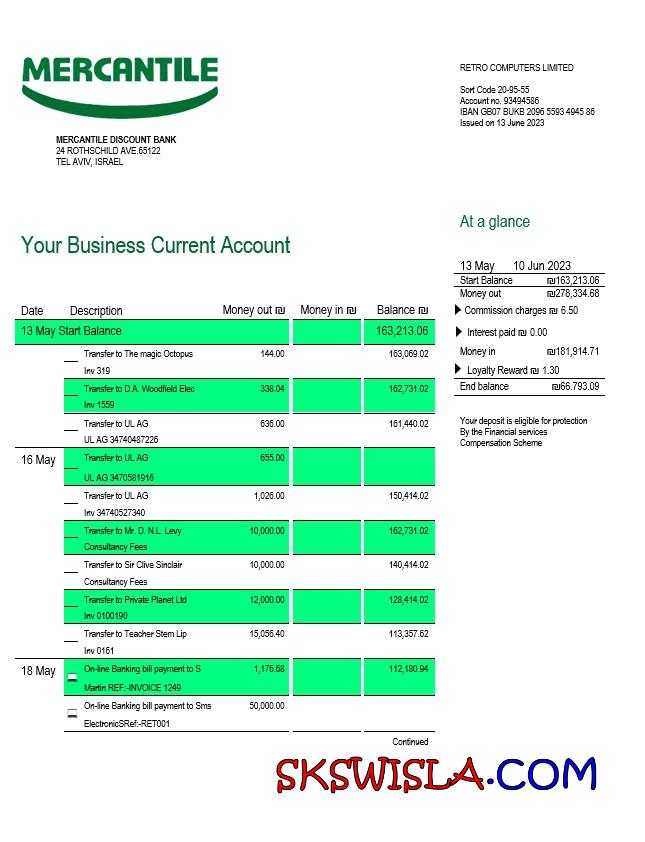 MERCANTILE
RETRO COMPUTERS LIMITED
Sort Code 20-95-55
Account no. 93494586
IBAN GB07 BUKB 2096 5593 4945 86
Issued on 13 June 2023
MERCANTILE DISCOUNT BANK
24 ROTHSCHILD AVE.65122
TEL AVIV, ISRAEL
At a glance
Your Business Current Account
13 May 10 Jun 2023
Start Balance ₪163,213.06
Money out ₪278,334.68
Commission charges ₪ 6.50
Interest paid ₪ 0.00
Money in ₪181,914.71
Loyalty Reward ₪ 1.30
End balance ₪66.793.09
Your deposit is eligible for protection
By the Financial services
Compensation Scheme
Date Description Money out ₪ Money in ₪ Balance ₪
13 May Start Balance 163,213.06
Transfer to The magic Octopus 144.00 163,069.02
Inv 319
Transfer to D.A. Woodfield Elec 338.04 162,731.02
Inv 1559
Transfer to UL AG 636.00 161,440.02
UL AG 34740487226
16 May Transfer to UL AG 655.00
UL AG 3470581916
Transfer to UL AG 1,026.00 150,414.02
Inv 34740527340
Transfer to Mr. D. N.L. Levy 10,000.00 162,731.02
Consultancy Fees
Transfer to Sir Clive Sinclair 10,000.00 140,414.02
Consultancy Fees
Transfer to Private Planet Ltd 12,000.00 128,414.02
Inv 0100190
Transfer to Teacher Stem Lip 15,056.40 113,357.62
Inv 0161
18 May On-line Banking bill payment to S 1,176.68 112,180.94
Martin REF:-INVOICE 1249
On-line Banking bill payment to Sms 50,000.00
ElectronicSRef:-RET001
Continued
SKSWISLA.COM